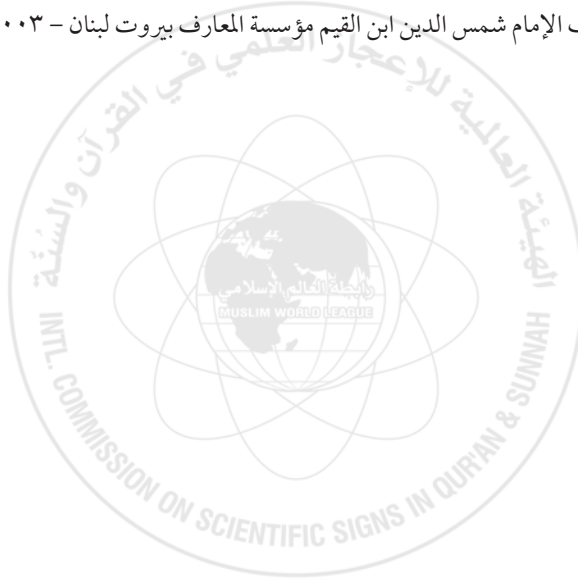 الإمام شمس الدين ابن القيم مؤسسة المعارف بيروت لبنان – ٠٠٣
الهيئة العالمية للإعجاز العلمي في القرآن والسنة
رابطة العالم الإسلامي
MUSLIM WORLD LEAGUE
INTL. COMMISSION ON SCIENTIFIC SIGNS IN QUR'AN & SUNNAH